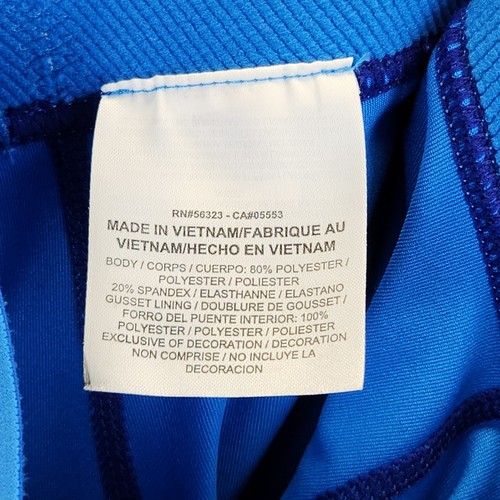 RN#56323 - CA#05553
MADE IN VIETNAM/FABRIQUE AU
VIETNAM/HECHO EN VIETNAM
BODY / CORPS / CUERPO: 80% POLYESTER /
POLYESTER / POLIESTER
20% SPANDEX / ELASTHANNE / ELASTANO
GUSSET LINING / DOUBLURE DE GOUSSET /
FORRO DEL PUENTE INTERIOR: 100%
POLYESTER / POLYESTER / POLIESTER
EXCLUSIVE OF DECORATION / DECORATION
NON COMPRISE / NO INCLUYE LA
DECORACION